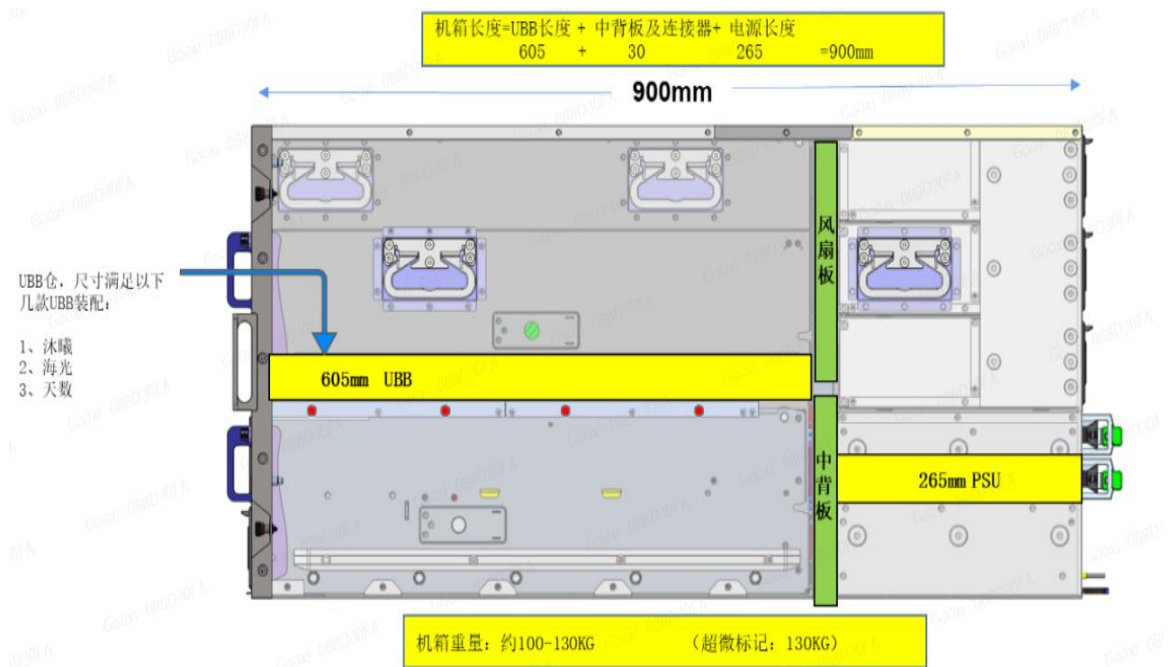 机箱长度=UBB长度 + 中背板及连接器+ 电源长度
605 + 30 265 =900mm
900mm
风扇板
UBB仓，尺寸满足以下
几款UBB装配：
1、沐曦
2、海光
3、天数
605mm UBB
中背板
265mm PSU
机箱重量：约100-130KG （超微标记：130KG）
Gooxi 0BBD30FA